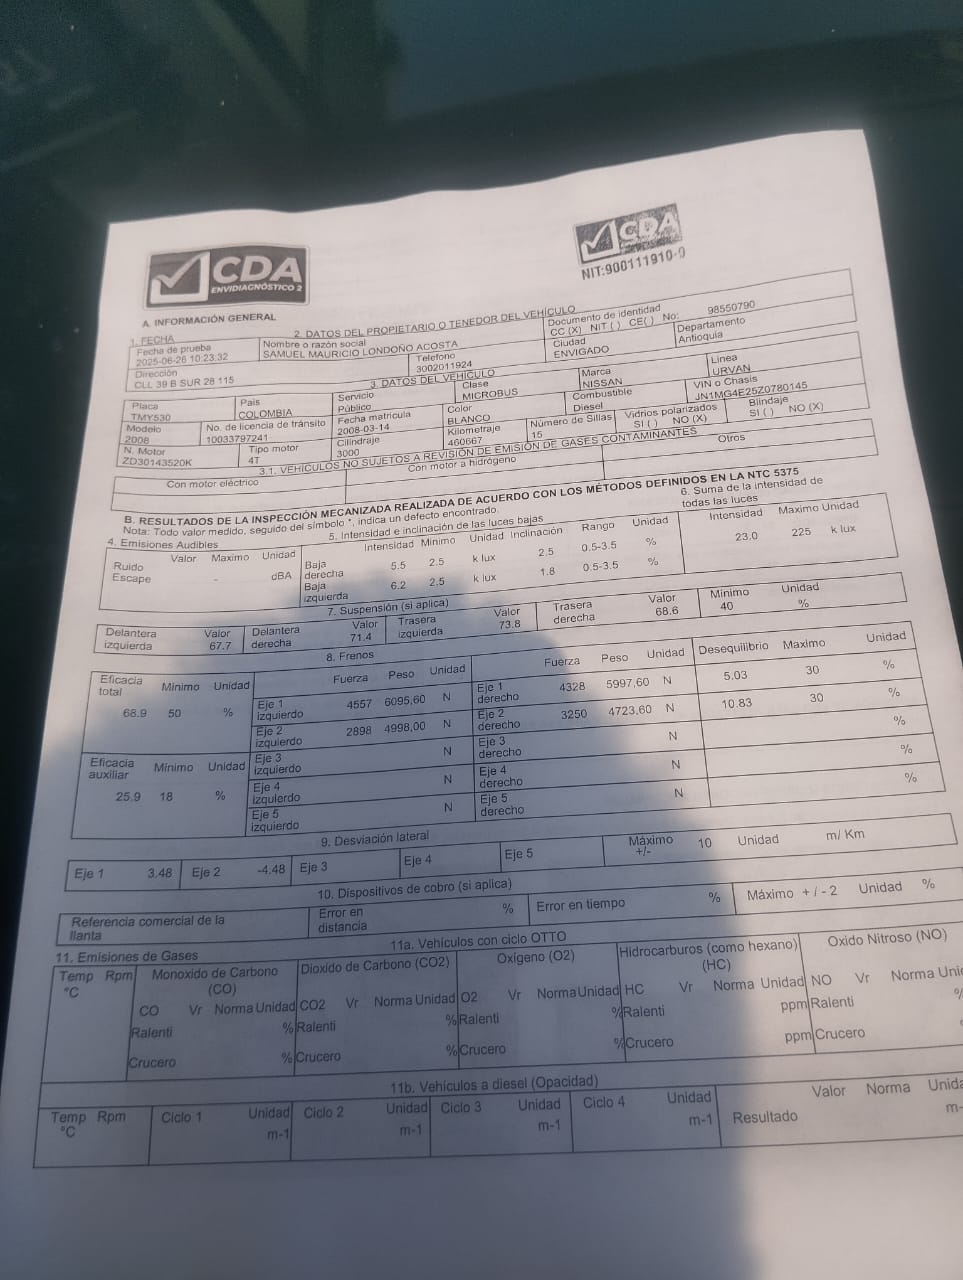 CDA
ENVIDIAGNÓSTICO 2
CDA
NIT:900111910-0
A. INFORMACIÓN GENERAL
1. FECHA
2. DATOS DEL PROPIETARIO O TENEDOR DEL VEHÍCULO
Fecha de prueba
2025-06-26 10:23:32
Nombre o razón social
SAMUEL MAURICIO LONDOÑO ACOSTA
Documento de identidad
CC (X) NIT ( ) CE( ) No: 98550790
Dirección
CLL 39 B SUR 28 115
Telefono
3002011924
Ciudad
ENVIGADO
Departamento
Antioquia
3. DATOS DEL VEHÍCULO
Placa
TMY530
Pais
COLOMBIA
Servicio
Público
Clase
MICROBUS
Marca
NISSAN
Linea
URVAN
Modelo
2008
No. de licencia de tránsito
10033797241
Fecha matricula
2008-03-14
Color
BLANCO
Combustible
Diesel
VIN o Chasis
JN1MG4E25Z0780145
N. Motor
ZD30143520K
Tipo motor
4T
Cilindraje
3000
Kilometraje
460667
Número de Sillas
15
Vidrios polarizados
SI ( ) NO (X)
Blindaje
SI ( ) NO (X)
3.1. VEHÍCULOS NO SUJETOS A REVISIÓN DE EMISIÓN DE GASES CONTAMINANTES
Con motor eléctrico
Con motor a hidrógeno
Otros
B. RESULTADOS DE LA INSPECCIÓN MECANIZADA REALIZADA DE ACUERDO CON LOS MÉTODOS DEFINIDOS EN LA NTC 5375
Nota: Todo valor medido, seguido del símbolo *, indica un defecto encontrado.
4. Emisiones Audibles
5. Intensidad e inclinación de las luces bajas
6. Suma de la intensidad de todas las luces
Valor Maximo Unidad
Ruido Escape - dBA
Intensidad Minimo Unidad Inclinación Rango Unidad
Baja derecha 5.5 2.5 k lux 2.5 0.5-3.5 %
Baja izquierda 6.2 2.5 k lux 1.8 0.5-3.5 %
Intensidad Maximo Unidad
23.0 225 k lux
7. Suspensión (si aplica)
Delantera izquierda Valor 67.7
Delantera derecha Valor 71.4
Trasera izquierda Valor 73.8
Trasera derecha Valor 68.6
Mínimo 40 Unidad %
8. Frenos
Eficacia total Mínimo Unidad
68.9 50 %
Fuerza Peso Unidad Fuerza Peso Unidad Desequilibrio Maximo Unidad
Eje 1 izquierdo 4557 6095,60 N Eje 1 derecho 4328 5997,60 N 5.03 30 %
Eje 2 izquierdo 2898 4998,00 N Eje 2 derecho 3250 4723,60 N 10.83 30 %
Eficacia auxiliar Mínimo Unidad
25.9 18 %
Eje 3 izquierdo N Eje 3 derecho N %
Eje 4 izquierdo N Eje 4 derecho N %
Eje 5 izquierdo N Eje 5 derecho N %
9. Desviación lateral
Eje 1 3.48 Eje 2 -4.48 Eje 3 Eje 4 Eje 5 Máximo +/- 10 Unidad m/ Km
10. Dispositivos de cobro (si aplica)
Referencia comercial de la llanta
Error en distancia %
Error en tiempo %
Máximo + / - 2 Unidad %
11. Emisiones de Gases
11a. Vehículos con ciclo OTTO
Temp °C Rpm
Monoxido de Carbono (CO)
Dioxido de Carbono (CO2)
Oxigeno (O2)
Hidrocarburos (como hexano) (HC)
Oxido Nitroso (NO)
CO Vr Norma Unidad CO2 Vr Norma Unidad O2 Vr Norma Unidad HC Vr Norma Unidad NO Vr Norma
Ralenti % Ralenti % Ralenti % Ralenti ppm Ralenti %
Crucero % Crucero % Crucero % Crucero ppm Crucero
11b. Vehículos a diesel (Opacidad)
Temp °C Rpm
Ciclo 1 Unidad m-1
Ciclo 2 Unidad m-1
Ciclo 3 Unidad m-1
Ciclo 4 Unidad m-1
Resultado Valor Norma